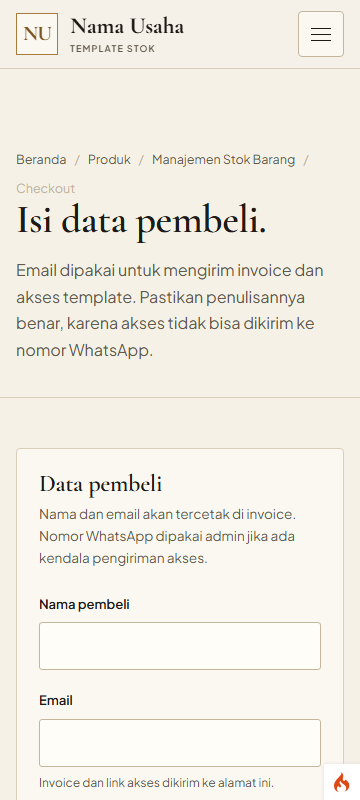 NU
Nama Usaha
TEMPLATE STOK
Beranda / Produk / Manajemen Stok Barang /
Checkout
Isi data pembeli.
Email dipakai untuk mengirim invoice dan
akses template. Pastikan penulisannya
benar, karena akses tidak bisa dikirim ke
nomor WhatsApp.
Data pembeli
Nama dan email akan tercetak di invoice.
Nomor WhatsApp dipakai admin jika ada
kendala pengiriman akses.
Nama pembeli
Email
Invoice dan link akses dikirim ke alamat ini.